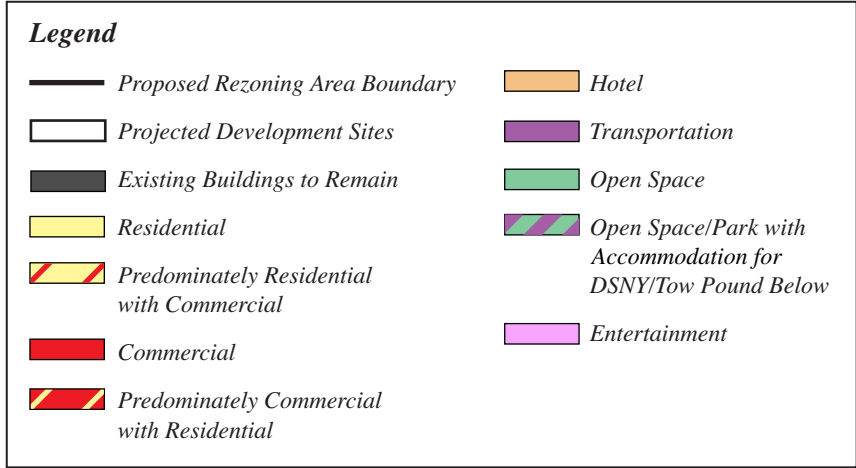 Legend
Proposed Rezoning Area Boundary
Projected Development Sites
Existing Buildings to Remain
Residential
Predominately Residential
with Commercial
Commercial
Predominately Commercial
with Residential
Hotel
Transportation
Open Space
Open Space/Park with
Accommodation for
DSNY/Tow Pound Below
Entertainment